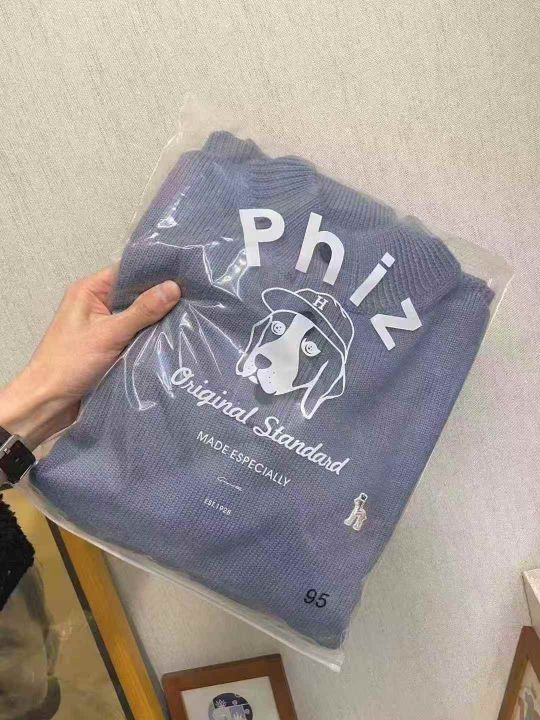 Phiz
H
Original Standard
MADE ESPECIALLY
EST.1928
95